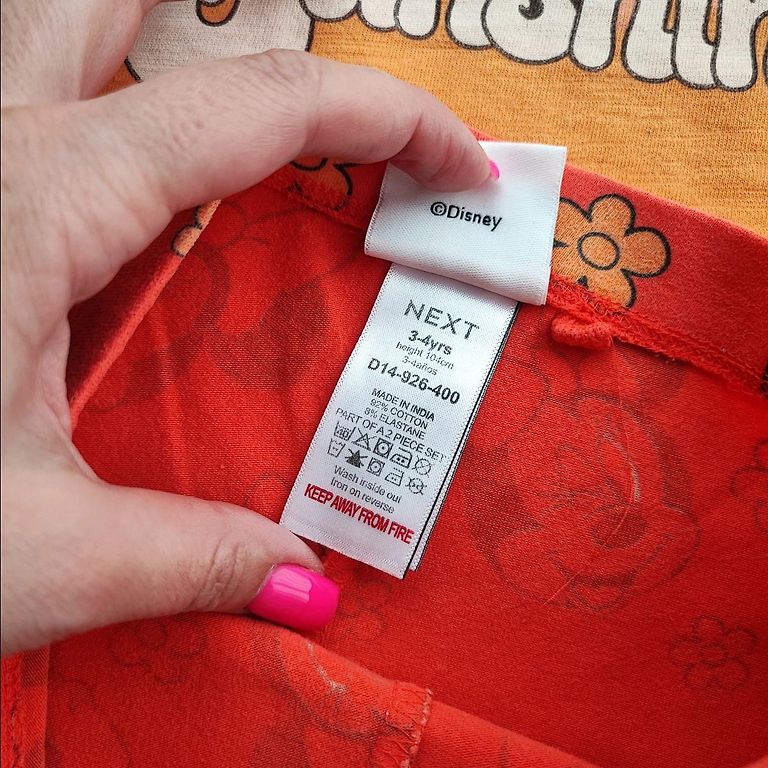 ©Disney
NEXT
3-4yrs
height 104cm
3-4años
D14-926-400
MADE IN INDIA
92% COTTON
8% ELASTANE
PART OF A 2 PIECE SET
Wash inside out
Iron on reverse
KEEP AWAY FROM FIRE